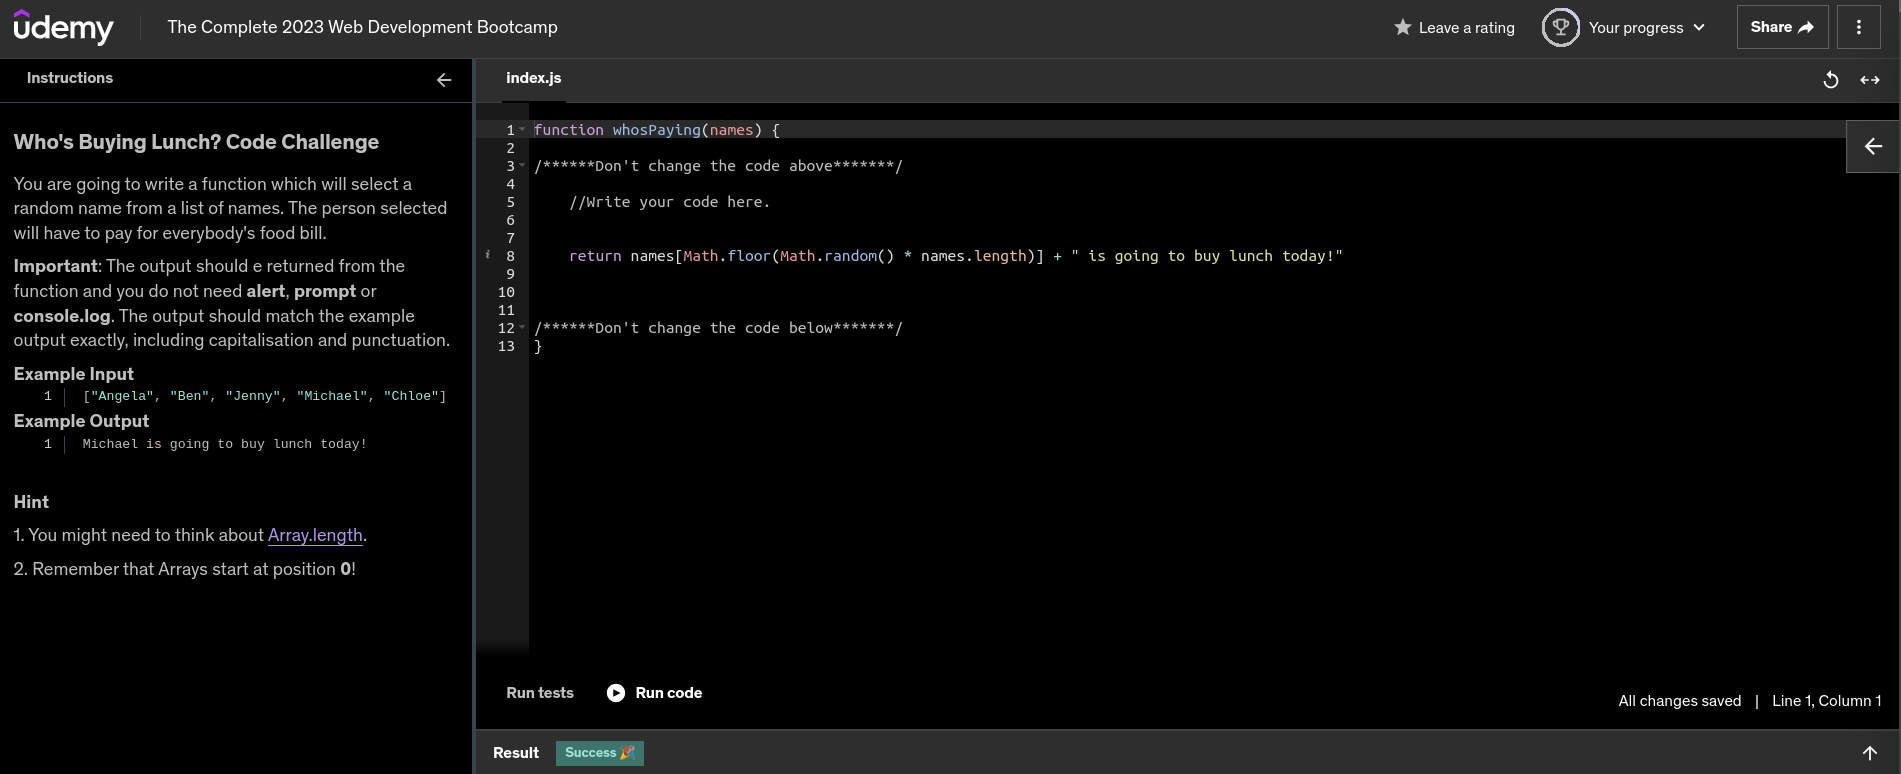 udemy
The Complete 2023 Web Development Bootcamp
Leave a rating
Your progress
Share
Instructions
Who's Buying Lunch? Code Challenge
You are going to write a function which will select a
random name from a list of names. The person selected
will have to pay for everybody's food bill.
Important: The output should e returned from the
function and you do not need alert, prompt or
console.log. The output should match the example
output exactly, including capitalisation and punctuation.
Example Input
1 ["Angela", "Ben", "Jenny", "Michael", "Chloe"]
Example Output
1 Michael is going to buy lunch today!
Hint
1. You might need to think about Array.length.
2. Remember that Arrays start at position 0!
index.js
1 function whosPaying(names) {
2
3 /******Don't change the code above*******/
4
5 //Write your code here.
6
7
i 8 return names[Math.floor(Math.random() * names.length)] + " is going to buy lunch today!"
9
10
11
12 /******Don't change the code below*******/
13 }
Run tests
Run code
All changes saved | Line 1, Column 1
Result Success 🎉